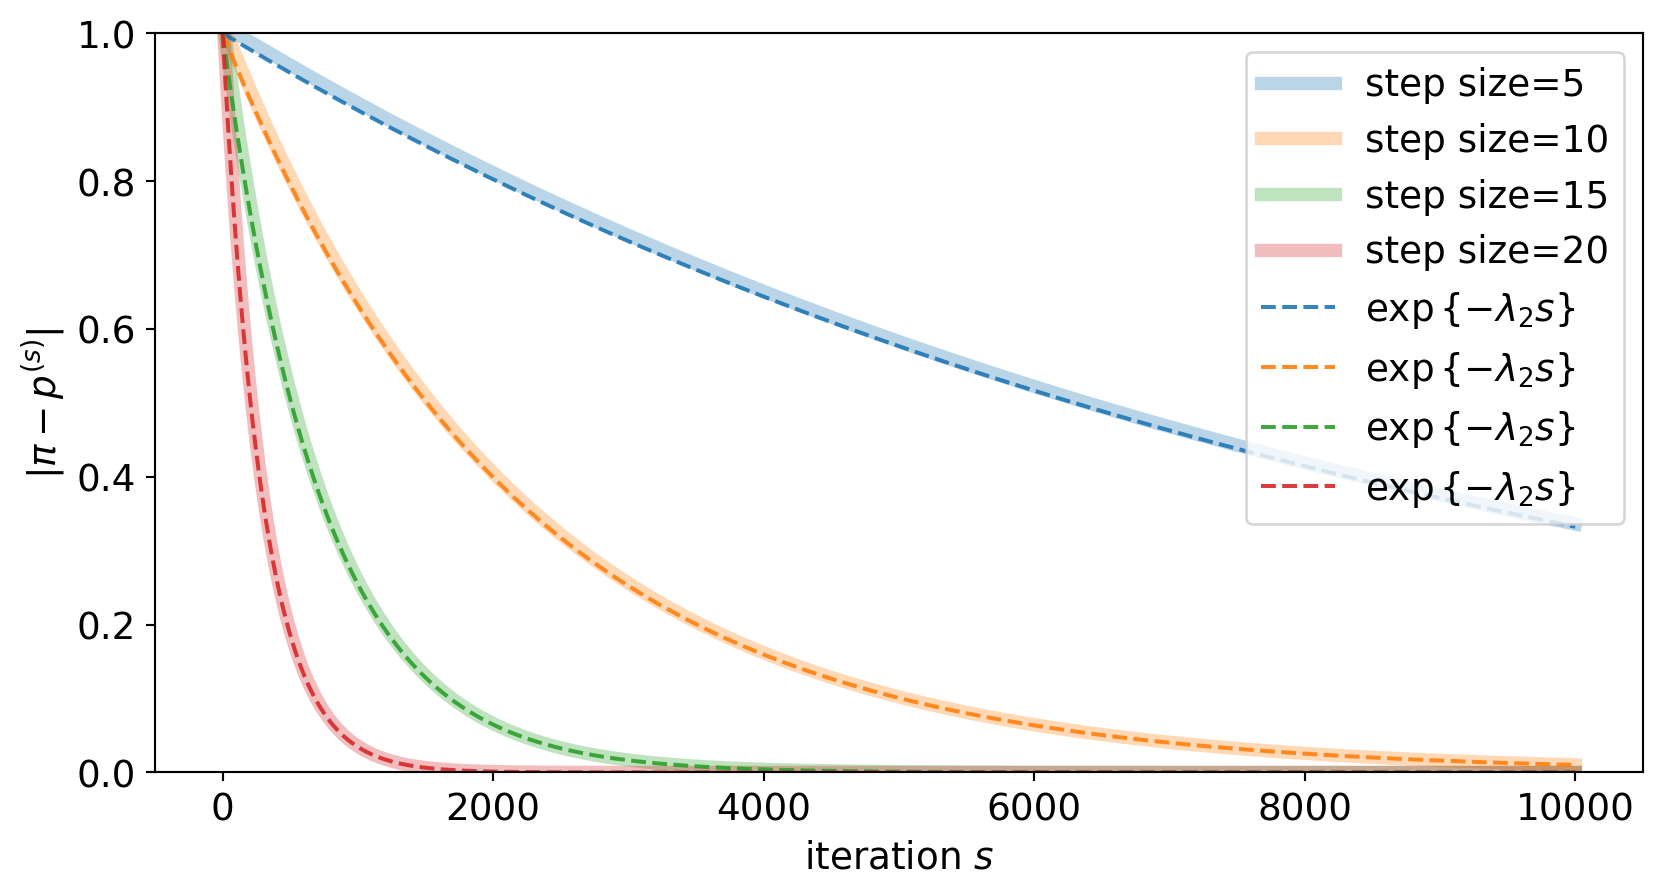 1.0
0.8
0.6
0.4
0.2
0.0
|π − p^(s)|
0
2000
4000
6000
8000
10000
iteration s
step size=5
step size=10
step size=15
step size=20
exp {−λ₂s}
exp {−λ₂s}
exp {−λ₂s}
exp {−λ₂s}